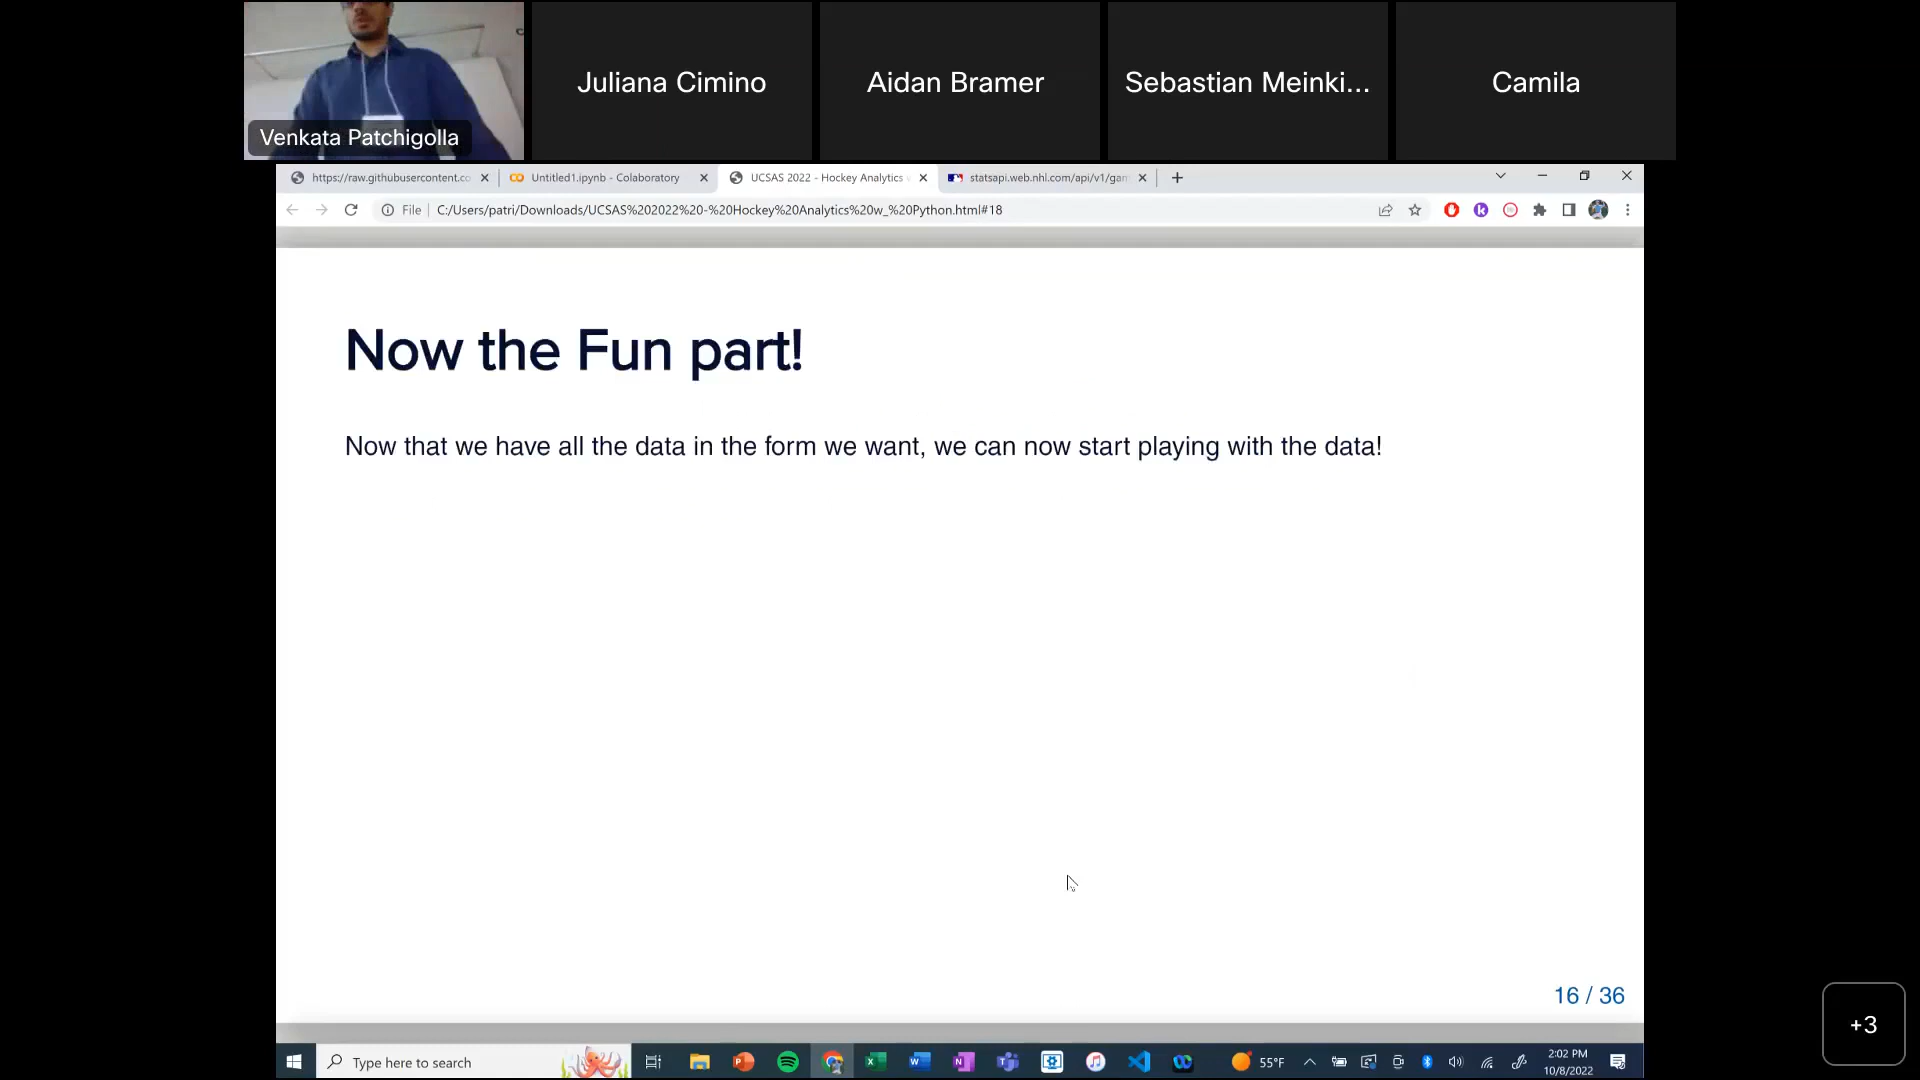 Venkata Patchigolla
Juliana Cimino
Aidan Bramer
Sebastian Meinki...
Camila
https://raw.githubusercontent.co
Untitled1.ipynb - Colaboratory
UCSAS 2022 - Hockey Analytics
statsapi.web.nhl.com/api/v1/gam
File
C:/Users/patri/Downloads/UCSAS%202022%20-%20Hockey%20Analytics%20w_%20Python.html#18
Now the Fun part!
Now that we have all the data in the form we want, we can now start playing with the data!
16 / 36
+3
Type here to search
55°F
2:02 PM
10/8/2022